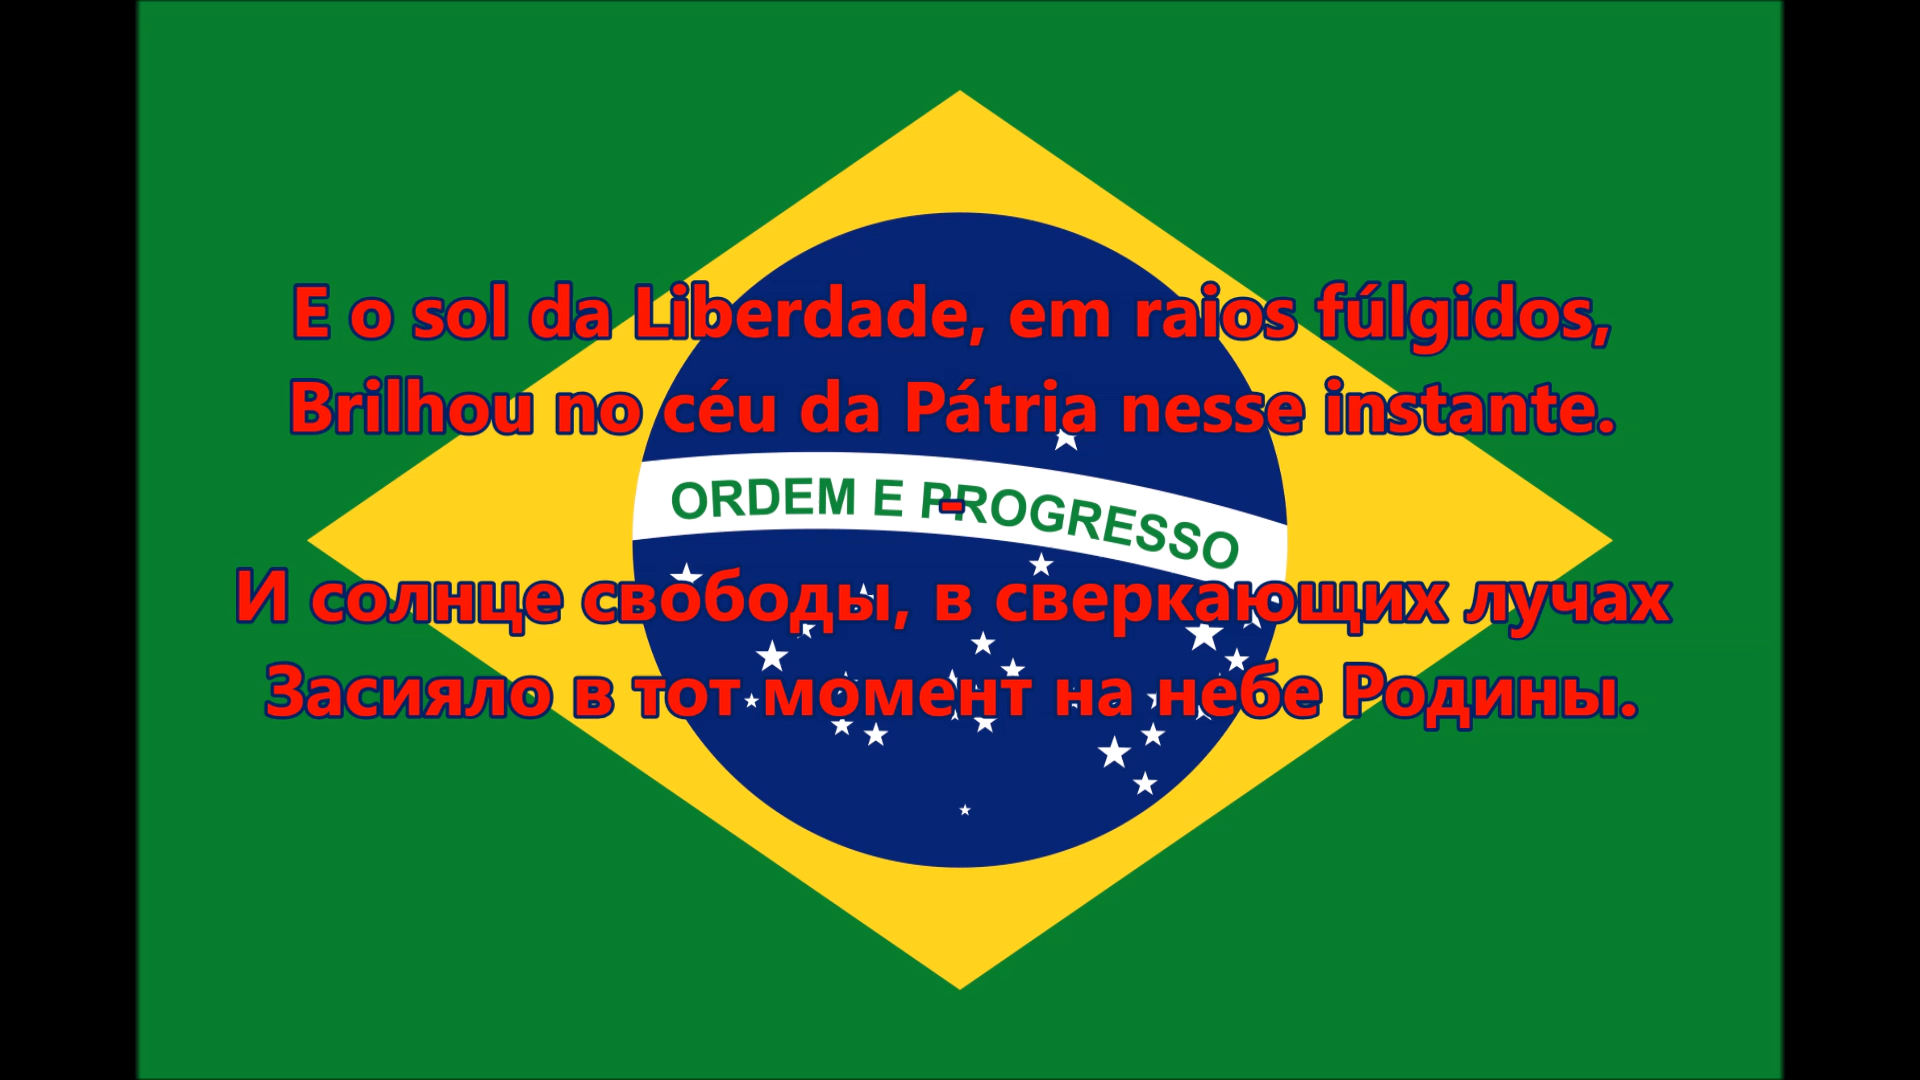 E o sol da Liberdade, em raios fúlgidos,
Brilhou no céu da Pátria nesse instante.
ORDEM E PROGRESSO
-
И солнце свободы, в сверкающих лучах
Засияло в тот момент на небе Родины.